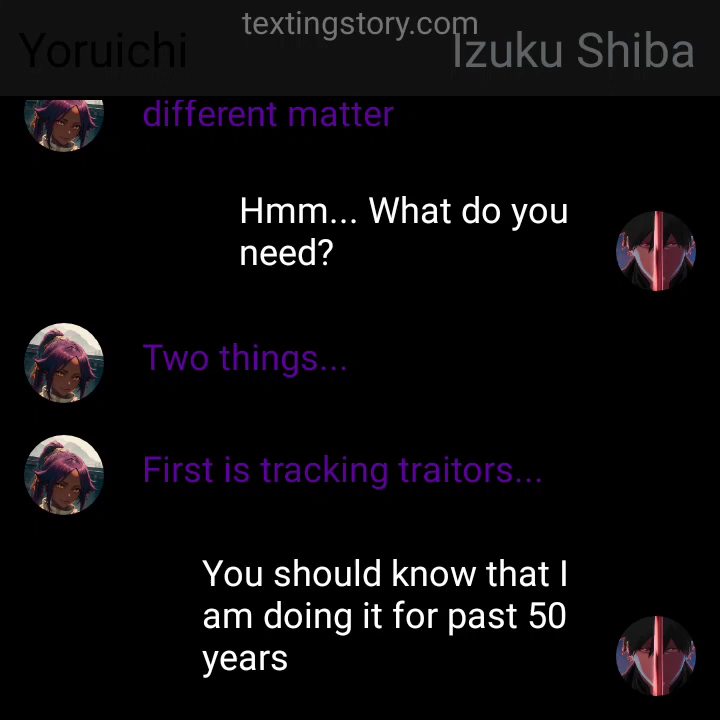 textingstory.com
Yoruichi
Izuku Shiba
different matter
Hmm... What do you
need?
Two things...
First is tracking traitors...
You should know that I
am doing it for past 50
years